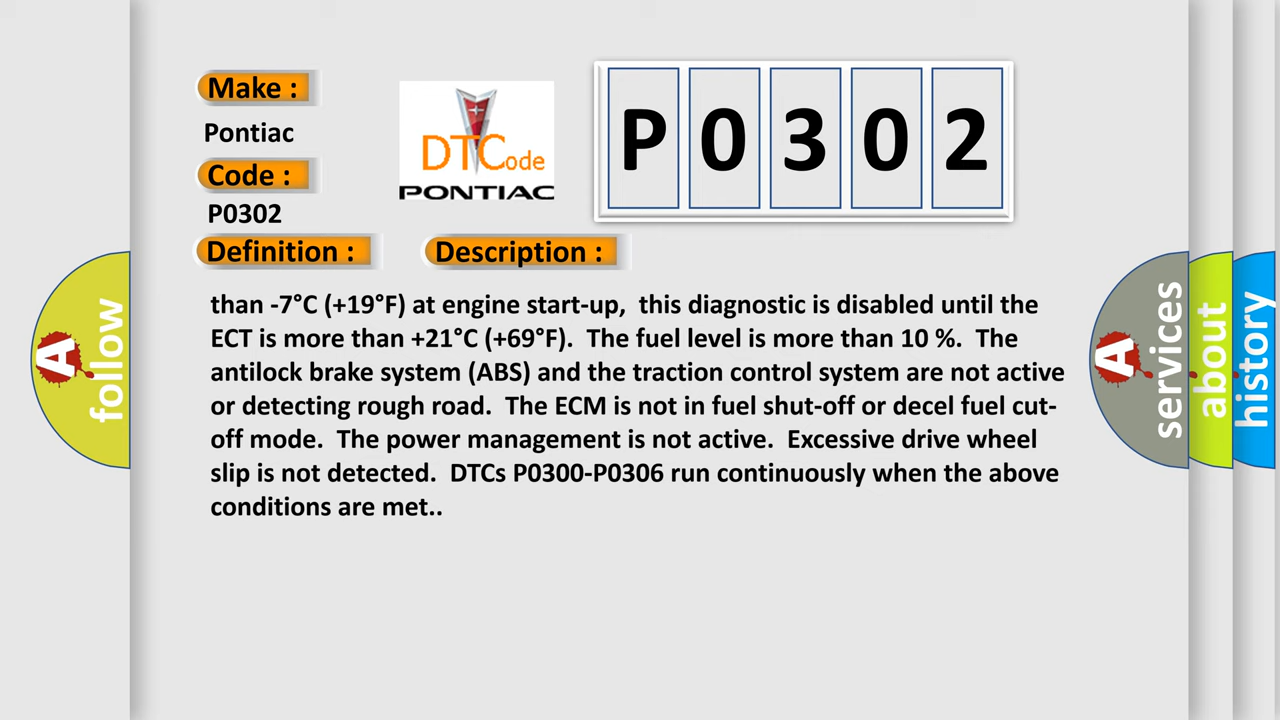 Make :
Pontiac
Code :
P0302
Definition :
Description :
DTCode
PONTIAC
P0302
than -7°C (+19°F) at engine start-up,  this diagnostic is disabled until the
ECT is more than +21°C (+69°F).  The fuel level is more than 10 %.  The
antilock brake system (ABS) and the traction control system are not active
or detecting rough road.  The ECM is not in fuel shut-off or decel fuel cut-
off mode.  The power management is not active.  Excessive drive wheel
slip is not detected.  DTCs P0300-P0306 run continuously when the above
conditions are met..
A follow
A services
about
history